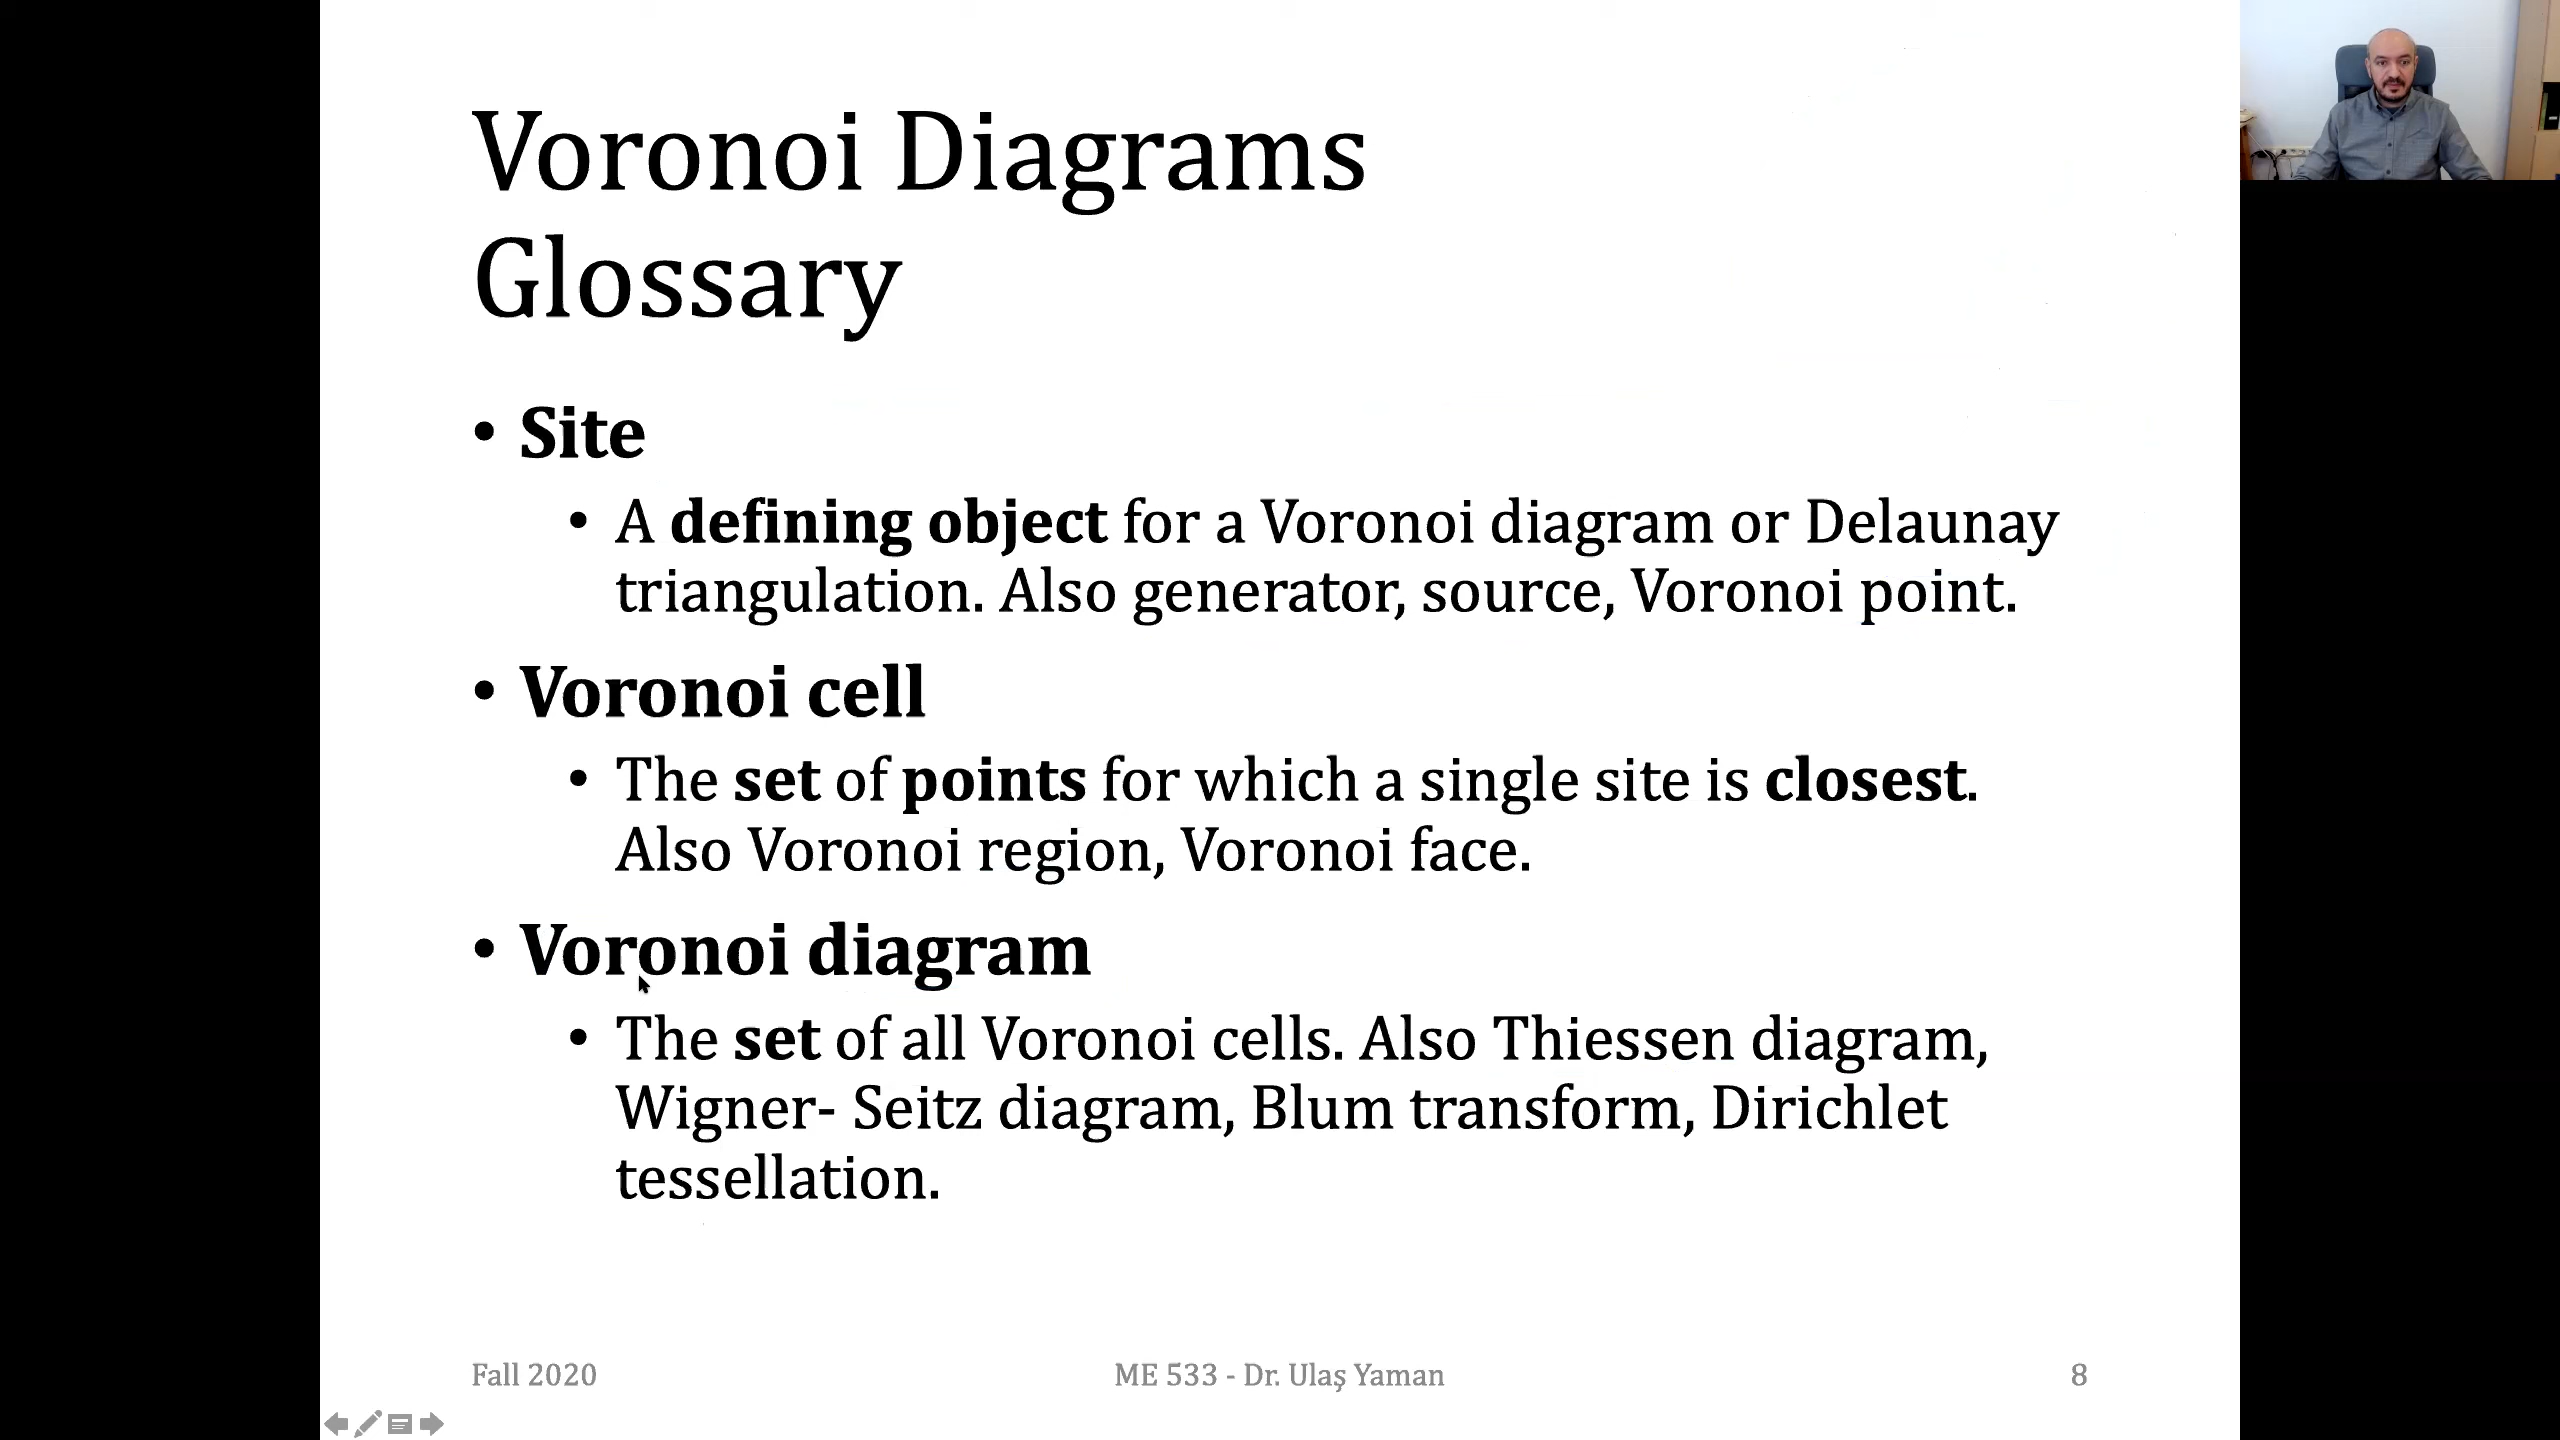 Voronoi Diagrams
Glossary
• Site
• A defining object for a Voronoi diagram or Delaunay
triangulation. Also generator, source, Voronoi point.
• Voronoi cell
• The set of points for which a single site is closest.
Also Voronoi region, Voronoi face.
• Voronoi diagram
• The set of all Voronoi cells. Also Thiessen diagram,
Wigner- Seitz diagram, Blum transform, Dirichlet
tessellation.
Fall 2020
ME 533 - Dr. Ulaş Yaman
8